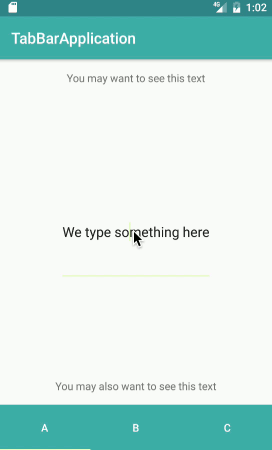 4G 1:02
TabBarApplication
You may want to see this text
We type something here
You may also want to see this text
A B C